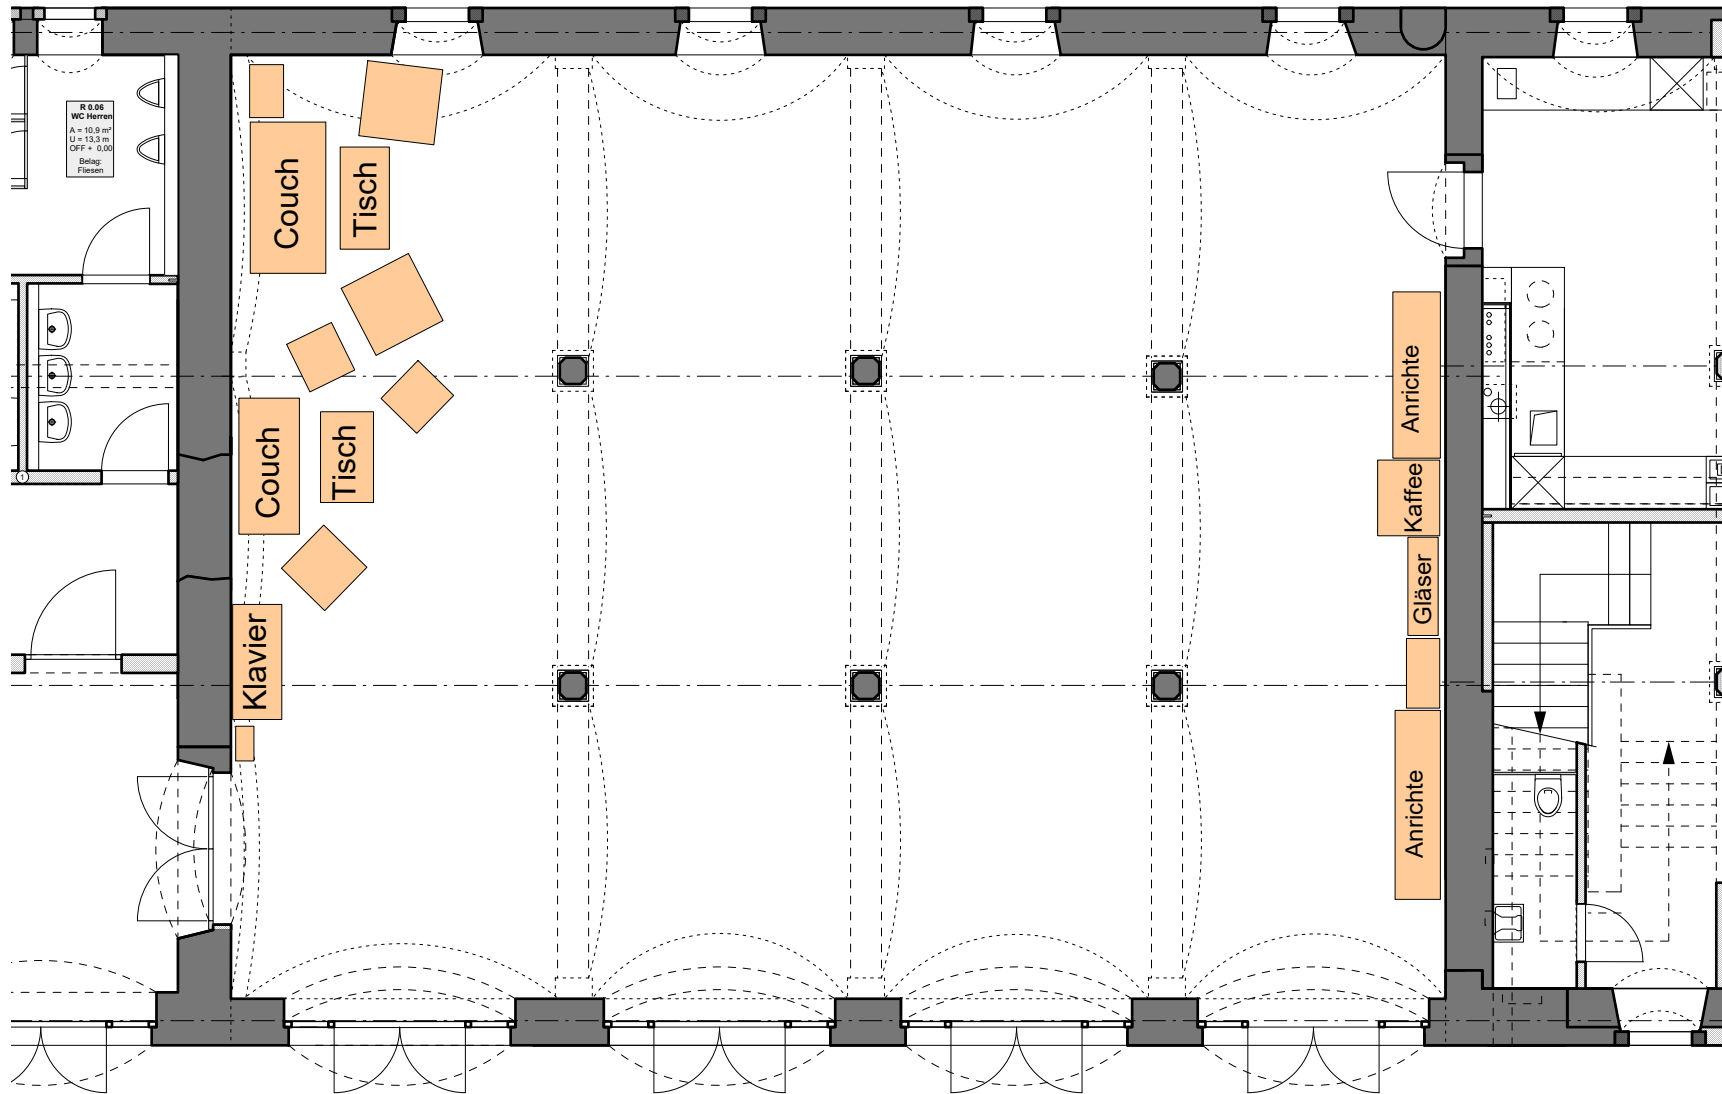 R 0.06
WC Herren
A = 10,9 m²
U = 13,3 m
OFF + 0,00
Belag:
Fliesen
Couch
Tisch
Couch
Tisch
Klavier
Anrichte
Kaffee
Gläser
Anrichte
1